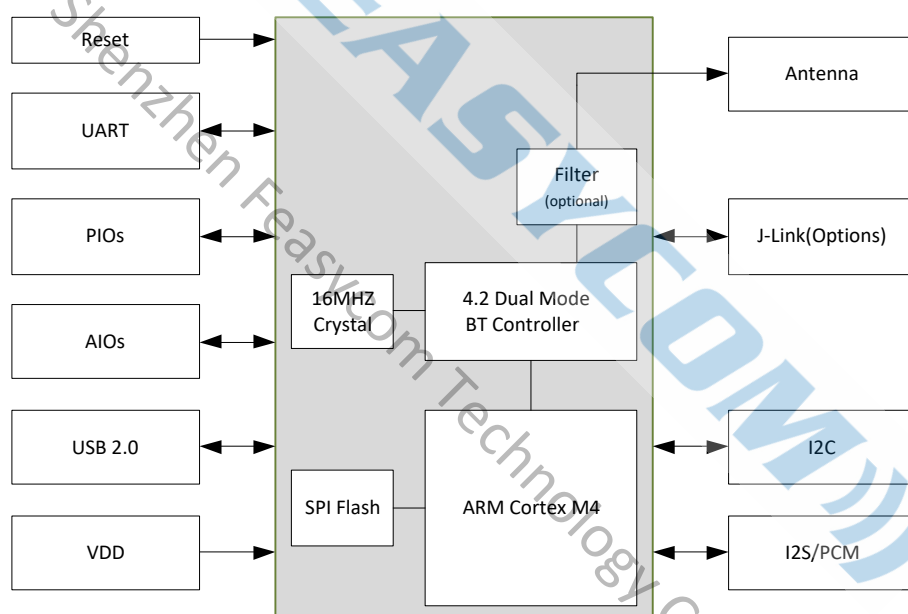 Reset
UART
PIOs
AIOs
USB 2.0
VDD
Filter
(optional)
16MHZ
Crystal
4.2 Dual Mode
BT Controller
SPI Flash
ARM Cortex M4
Antenna
J-Link(Options)
I2C
I2S/PCM
Shenzhen Feasycom Technology
EASYCOM